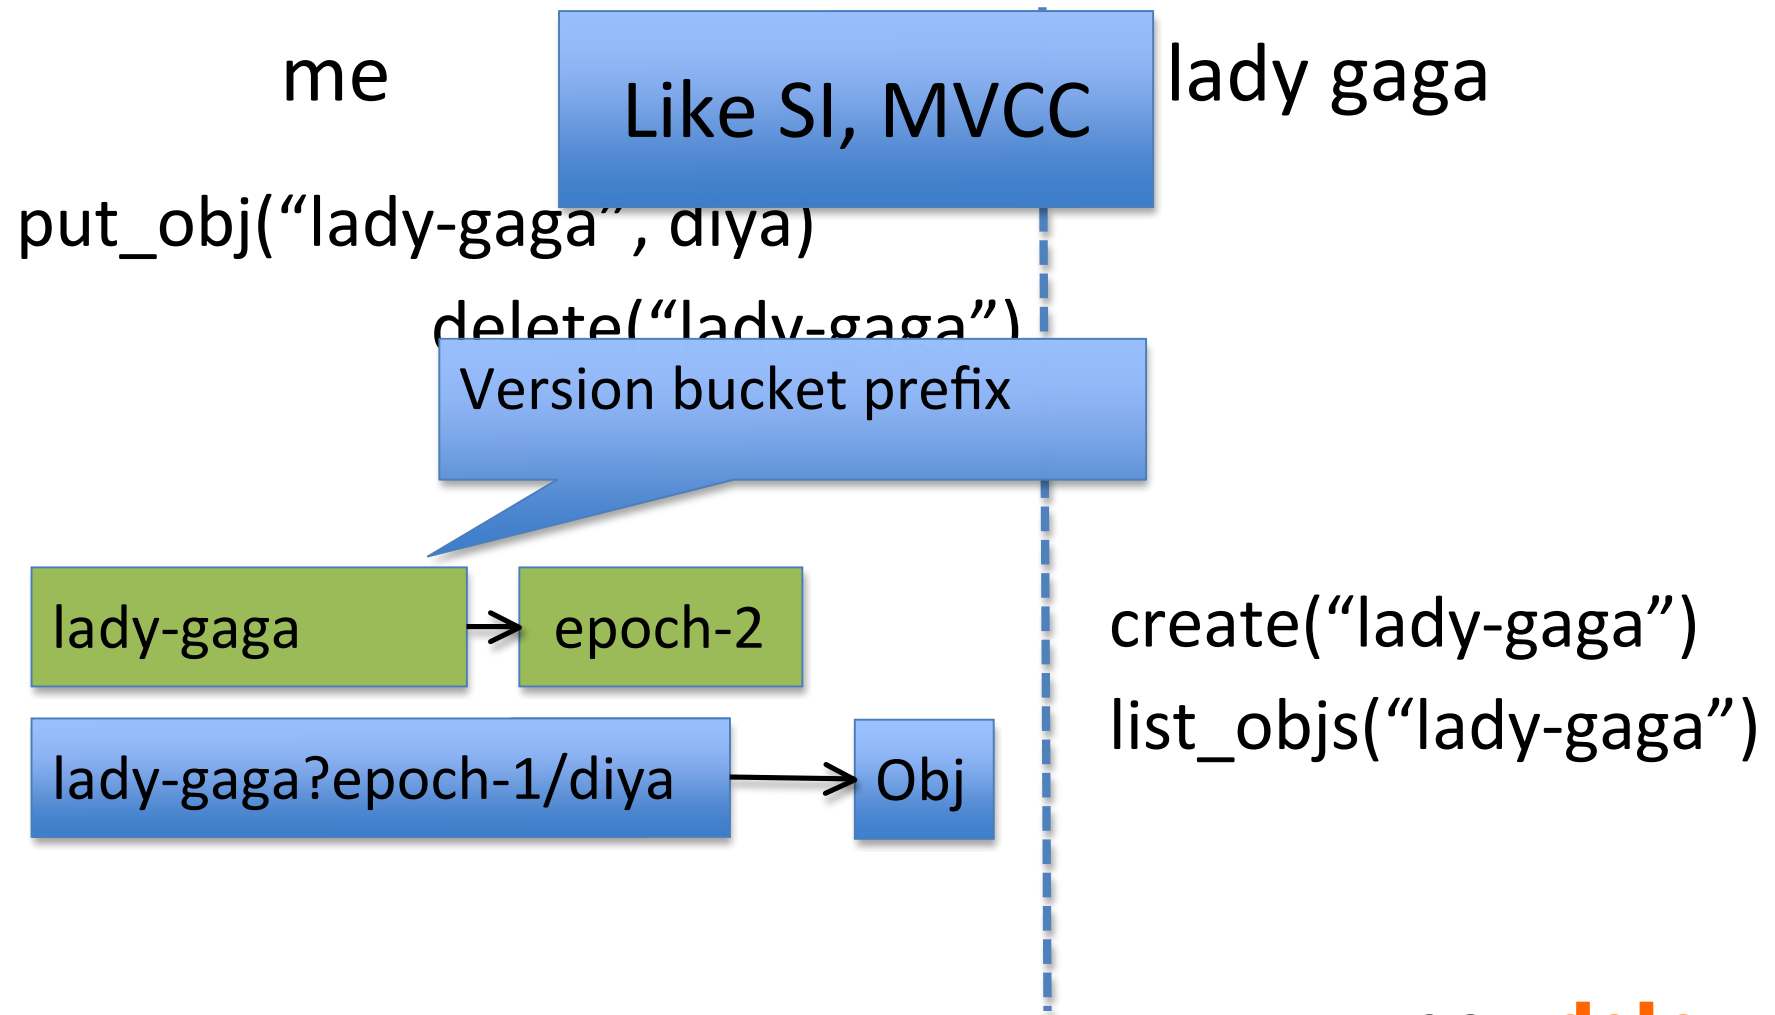 me
Like SI, MVCC
lady gaga
put_obj(“lady-gaga”, diya)
delete(“lady-gaga”)
Version bucket prefix
lady-gaga
epoch-2
create(“lady-gaga”)
list_objs(“lady-gaga”)
lady-gaga?epoch-1/diya
Obj